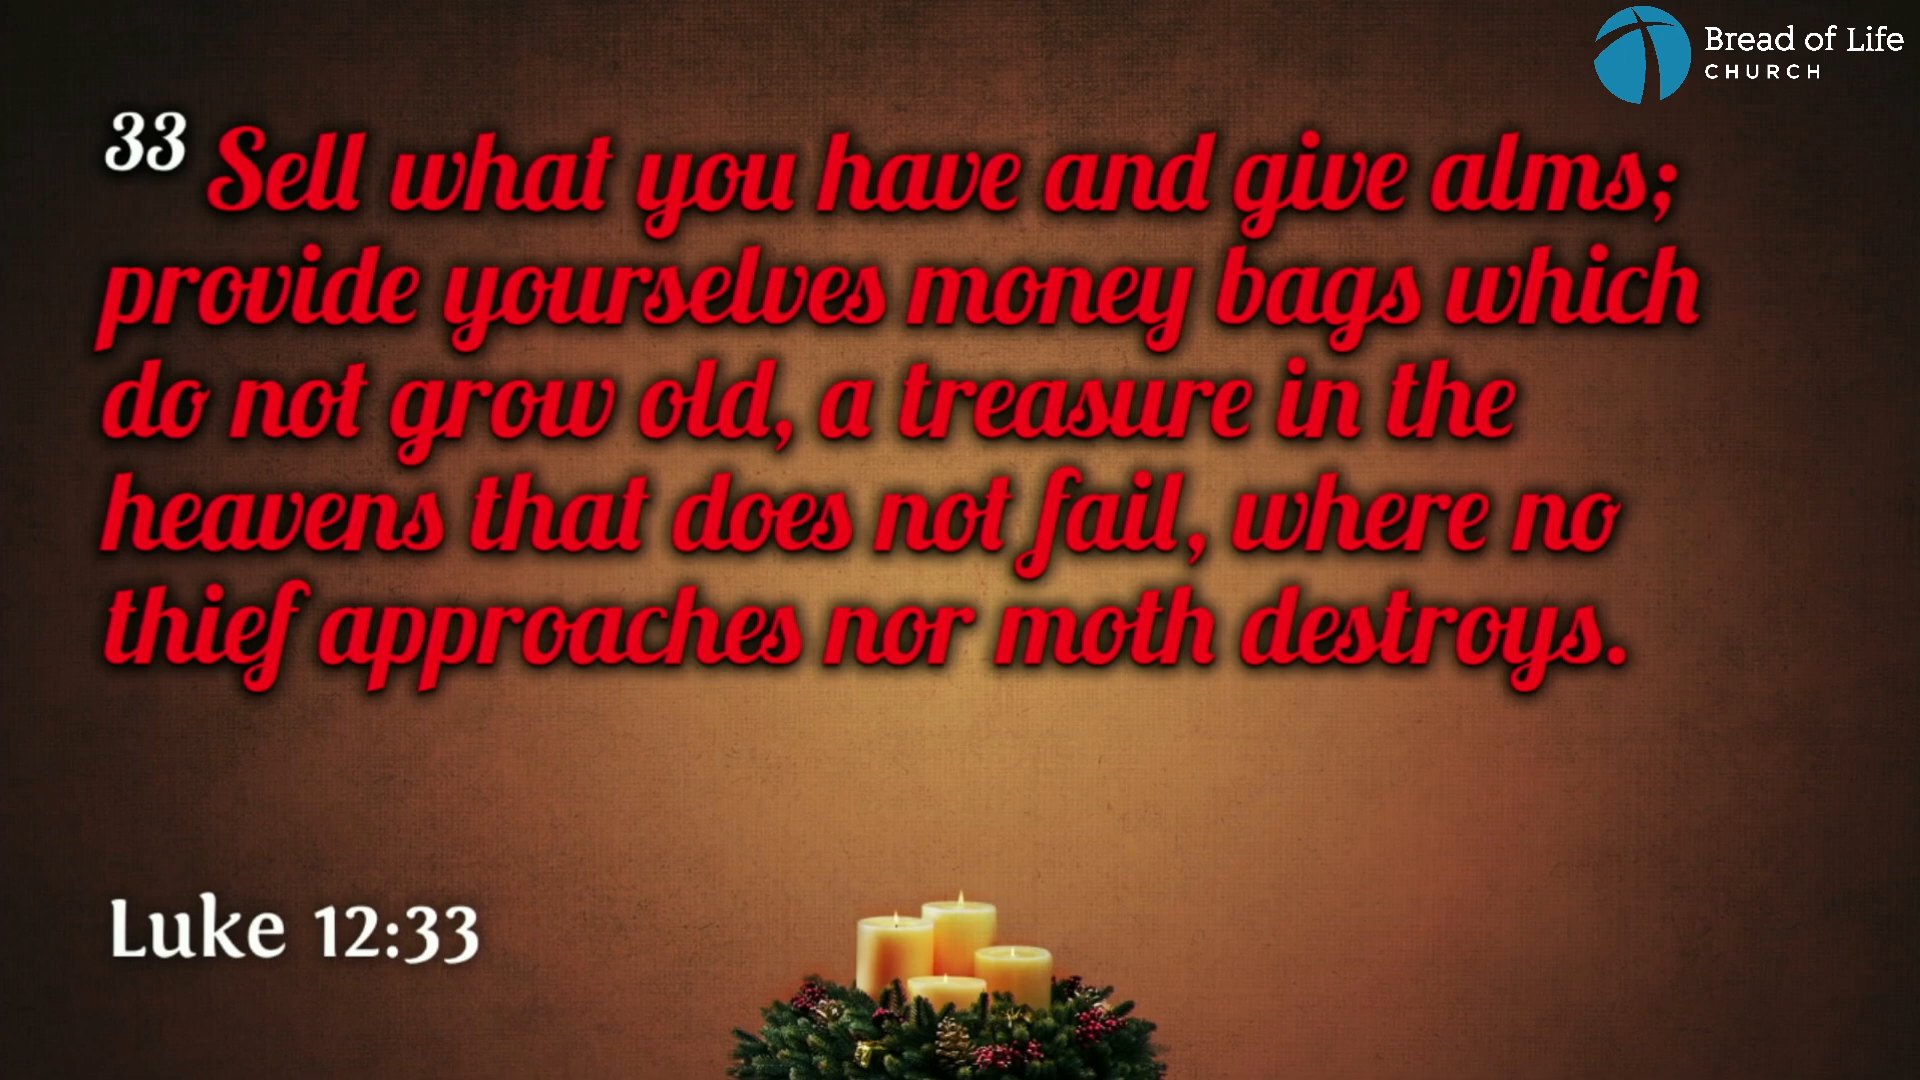 Bread of Life
CHURCH
33 Sell what you have and give alms;
provide yourselves money bags which
do not grow old, a treasure in the
heavens that does not fail, where no
thief approaches nor moth destroys.
Luke 12:33